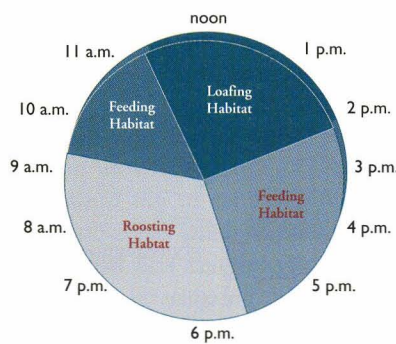 noon
11 a.m.
1 p.m.
Loafing
Habitat
10 a.m.
Feeding
Habitat
2 p.m.
9 a.m.
3 p.m.
Feeding
Habitat
8 a.m.
Roosting
Habtat
4 p.m.
7 p.m.
5 p.m.
6 p.m.